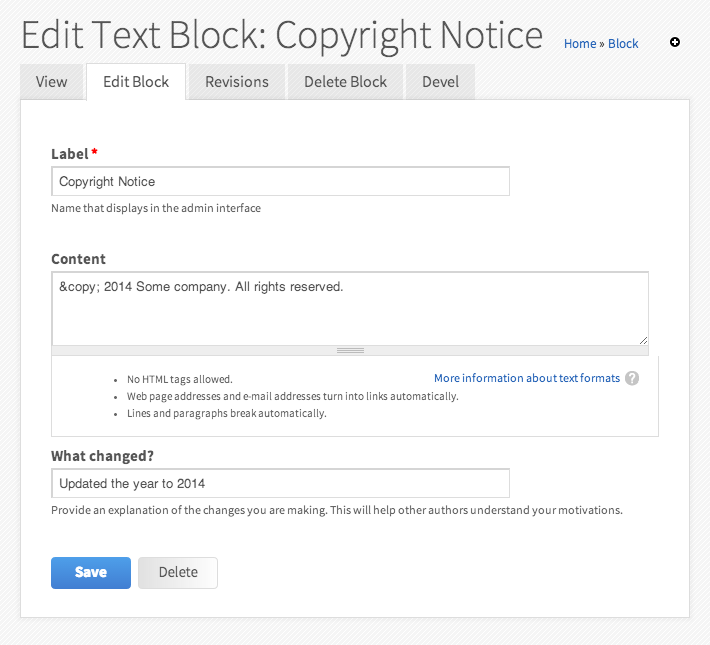 Edit Text Block: Copyright Notice
Home » Block
View Edit Block Revisions Delete Block Devel
Label *
Copyright Notice
Name that displays in the admin interface
Content
&copy; 2014 Some company. All rights reserved.
More information about text formats ?
• No HTML tags allowed.
• Web page addresses and e-mail addresses turn into links automatically.
• Lines and paragraphs break automatically.
What changed?
Updated the year to 2014
Provide an explanation of the changes you are making. This will help other authors understand your motivations.
Save Delete